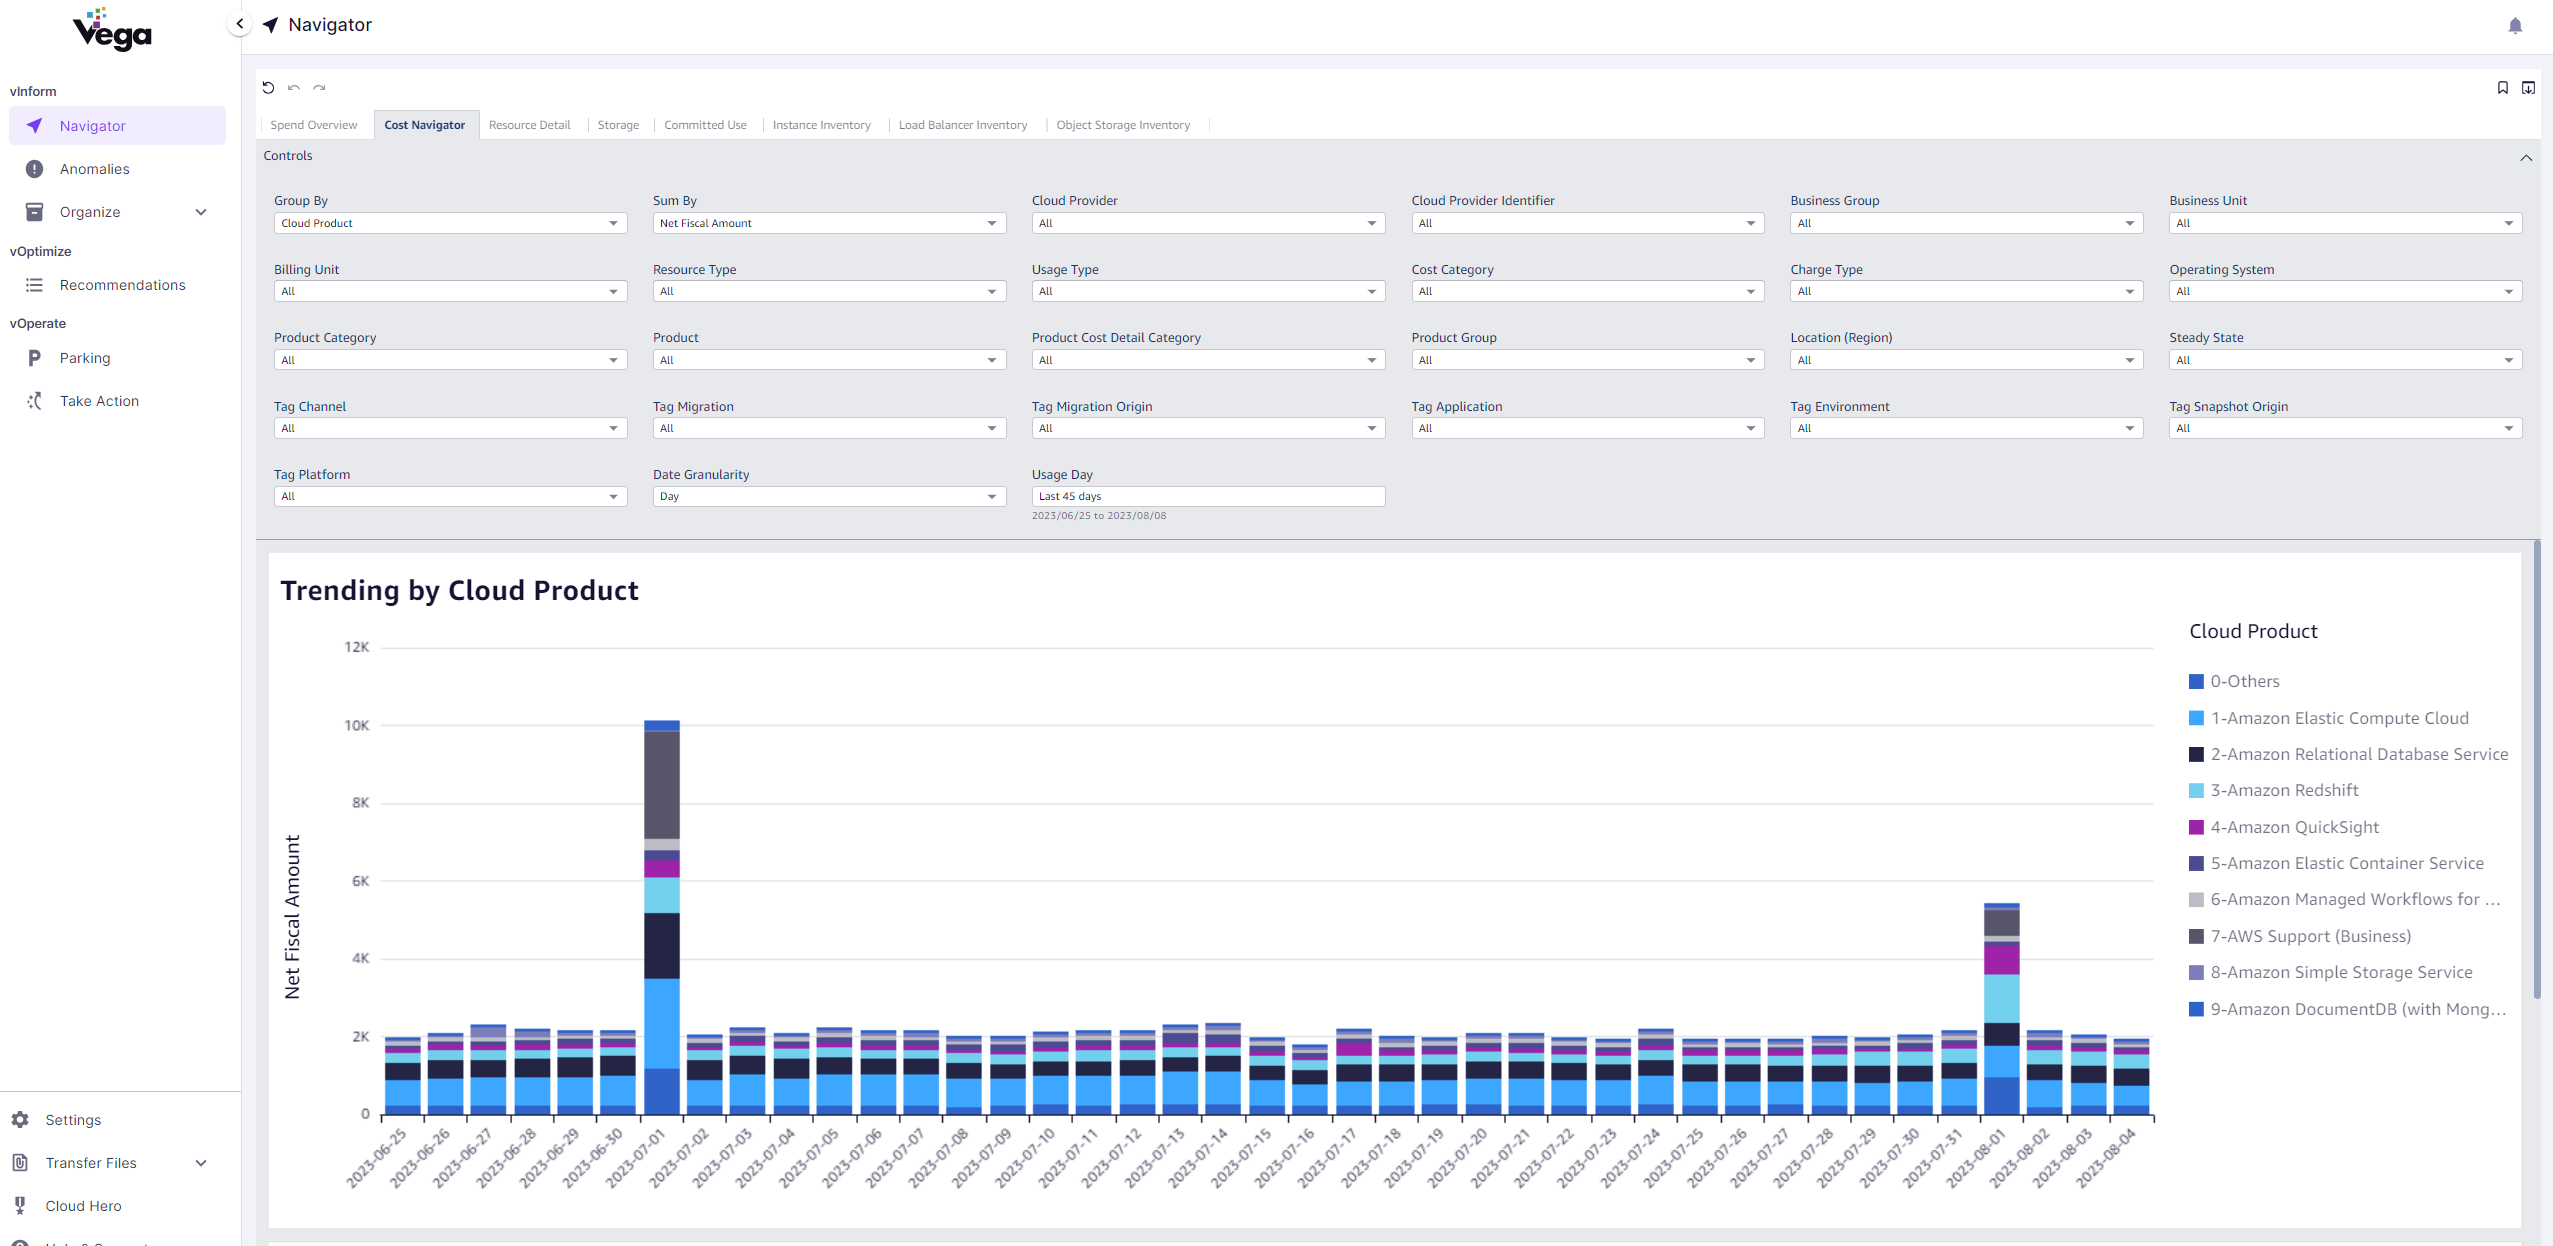 Vega
Navigator
vInform
Navigator
Anomalies
Organize
vOptimize
Recommendations
vOperate
Parking
Take Action
Settings
Transfer Files
Cloud Hero
Spend Overview Cost Navigator Resource Detail Storage Committed Use Instance Inventory Load Balancer Inventory Object Storage Inventory
Controls
Group By Sum By Cloud Provider Cloud Provider Identifier Business Group Business Unit
Cloud Product Net Fiscal Amount All All All All
Billing Unit Resource Type Usage Type Cost Category Charge Type Operating System
All All All All All All
Product Category Product Product Cost Detail Category Product Group Location (Region) Steady State
All All All All All All
Tag Channel Tag Migration Tag Migration Origin Tag Application Tag Environment Tag Snapshot Origin
All All All All All All
Tag Platform Date Granularity Usage Day
All Day Last 45 days
2023/06/25 to 2023/08/08
Trending by Cloud Product
Net Fiscal Amount
12K
10K
8K
6K
4K
2K
0
2023-06-25 2023-06-26 2023-06-27 2023-06-28 2023-06-29 2023-06-30 2023-07-01 2023-07-02 2023-07-03 2023-07-04 2023-07-05 2023-07-06 2023-07-07 2023-07-08 2023-07-09 2023-07-10 2023-07-11 2023-07-12 2023-07-13 2023-07-14 2023-07-15 2023-07-16 2023-07-17 2023-07-18 2023-07-19 2023-07-20 2023-07-21 2023-07-22 2023-07-23 2023-07-24 2023-07-25 2023-07-26 2023-07-27 2023-07-28 2023-07-29 2023-07-30 2023-07-31 2023-08-01 2023-08-02 2023-08-03 2023-08-04
Cloud Product
0-Others
1-Amazon Elastic Compute Cloud
2-Amazon Relational Database Service
3-Amazon Redshift
4-Amazon QuickSight
5-Amazon Elastic Container Service
6-Amazon Managed Workflows for ...
7-AWS Support (Business)
8-Amazon Simple Storage Service
9-Amazon DocumentDB (with Mong...